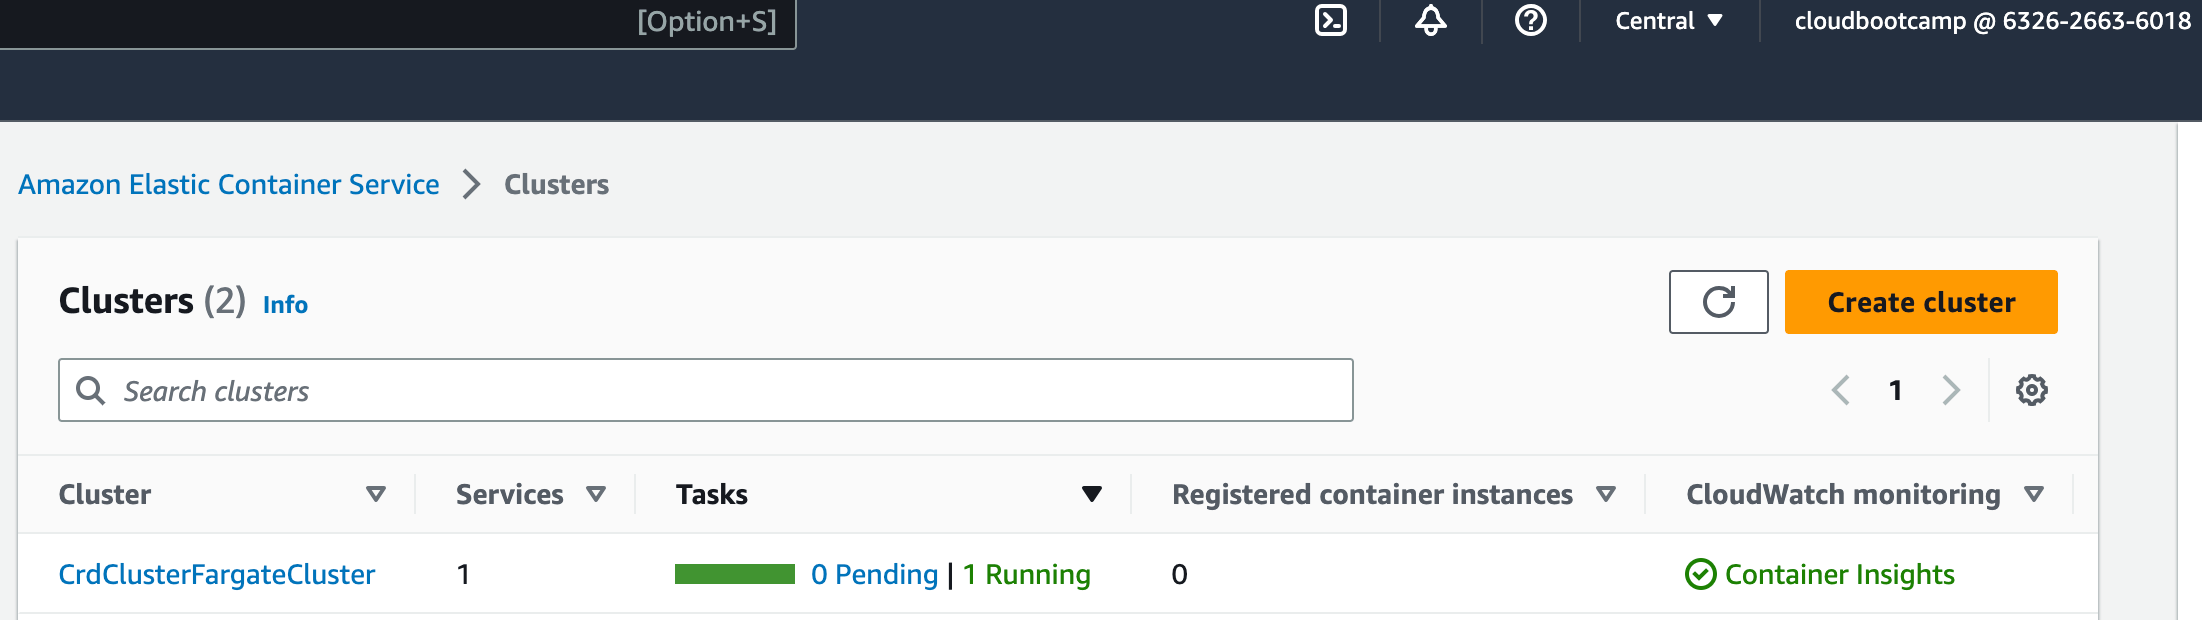 [Option+S] Central cloudbootcamp @ 6326-2663-6018
Amazon Elastic Container Service > Clusters
Clusters (2) Info
Create cluster
Search clusters
1
Cluster Services Tasks Registered container instances CloudWatch monitoring
CrdClusterFargateCluster 1 0 Pending | 1 Running 0 Container Insights